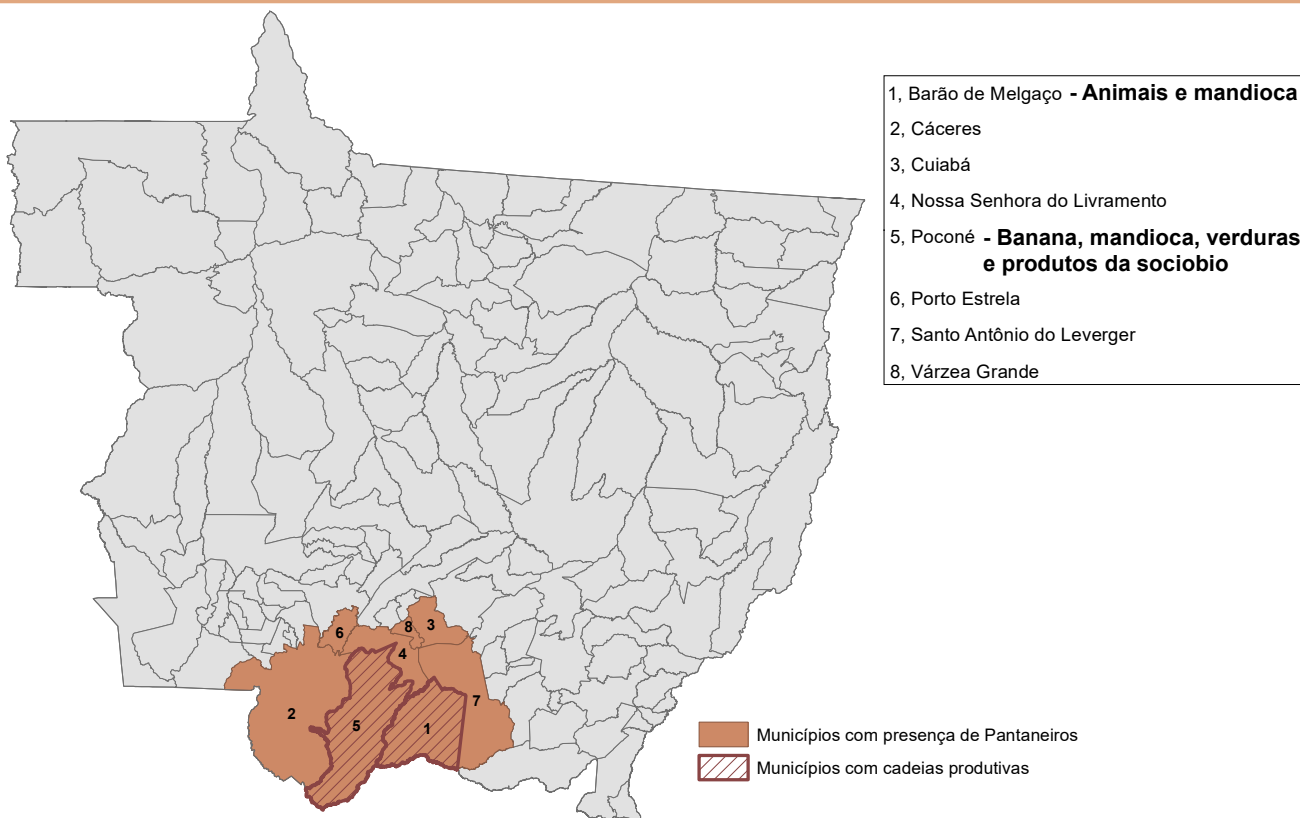 1, Barão de Melgaço - Animais e mandioca
2, Cáceres
3, Cuiabá
4, Nossa Senhora do Livramento
5, Poconé - Banana, mandioca, verduras
e produtos da sociobio
6, Porto Estrela
7, Santo Antônio do Leverger
8, Várzea Grande
6
8
3
4
2
5
1
7
Municípios com presença de Pantaneiros
Municípios com cadeias produtivas